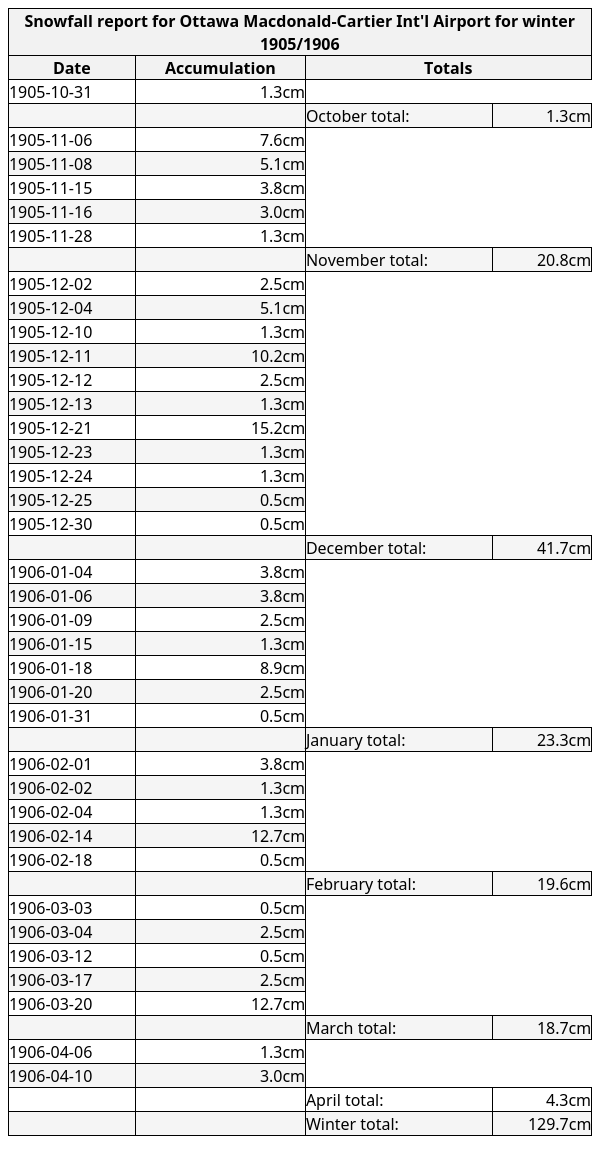 Snowfall report for Ottawa Macdonald-Cartier Int'l Airport for winter
1905/1906
Date Accumulation Totals
1905-10-31 1.3cm
October total: 1.3cm
1905-11-06 7.6cm
1905-11-08 5.1cm
1905-11-15 3.8cm
1905-11-16 3.0cm
1905-11-28 1.3cm
November total: 20.8cm
1905-12-02 2.5cm
1905-12-04 5.1cm
1905-12-10 1.3cm
1905-12-11 10.2cm
1905-12-12 2.5cm
1905-12-13 1.3cm
1905-12-21 15.2cm
1905-12-23 1.3cm
1905-12-24 1.3cm
1905-12-25 0.5cm
1905-12-30 0.5cm
December total: 41.7cm
1906-01-04 3.8cm
1906-01-06 3.8cm
1906-01-09 2.5cm
1906-01-15 1.3cm
1906-01-18 8.9cm
1906-01-20 2.5cm
1906-01-31 0.5cm
January total: 23.3cm
1906-02-01 3.8cm
1906-02-02 1.3cm
1906-02-04 1.3cm
1906-02-14 12.7cm
1906-02-18 0.5cm
February total: 19.6cm
1906-03-03 0.5cm
1906-03-04 2.5cm
1906-03-12 0.5cm
1906-03-17 2.5cm
1906-03-20 12.7cm
March total: 18.7cm
1906-04-06 1.3cm
1906-04-10 3.0cm
April total: 4.3cm
Winter total: 129.7cm